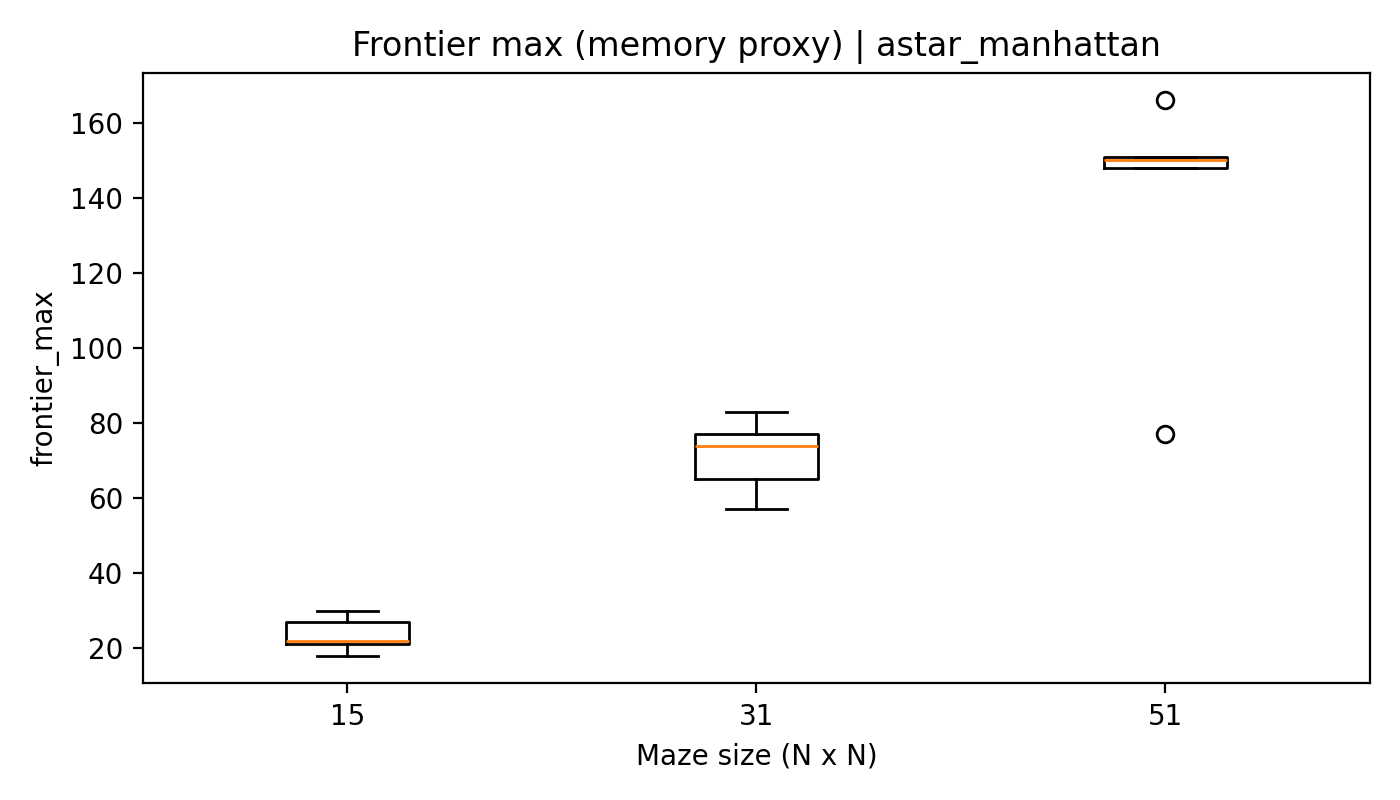 Frontier max (memory proxy) | astar_manhattan
frontier_max
160
140
120
100
80
60
40
20
15 31 51
Maze size (N x N)